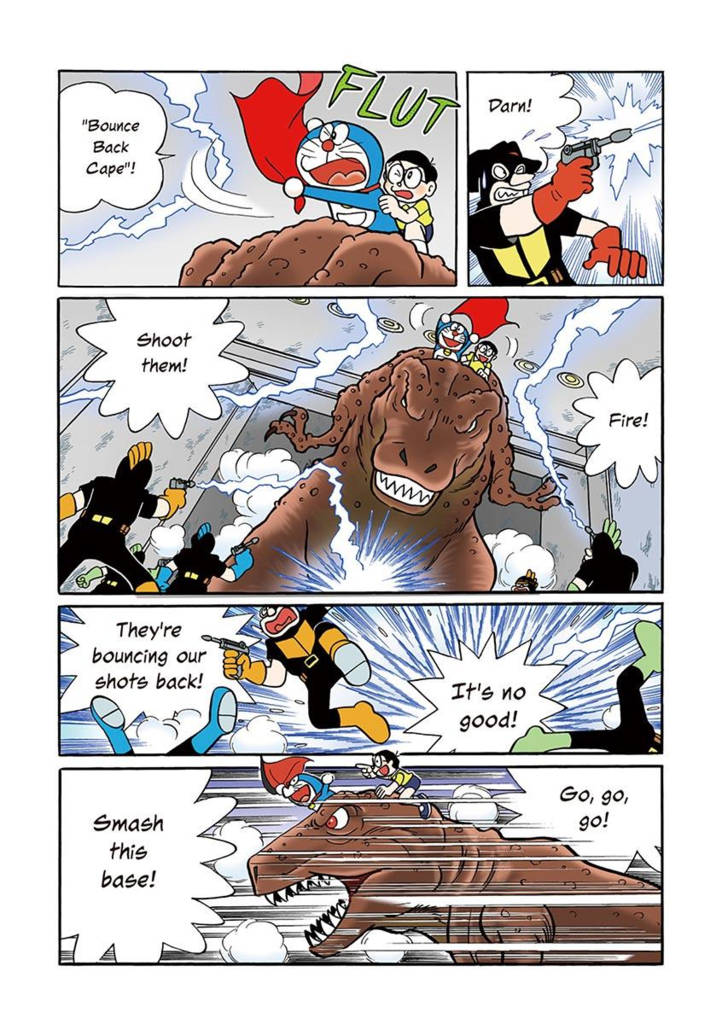 "Bounce
Back
Cape"!
FLUT
Darn!
Shoot
them!
Fire!
They're
bouncing our
shots back!
It's no
good!
Smash
this
base!
Go, go,
go!